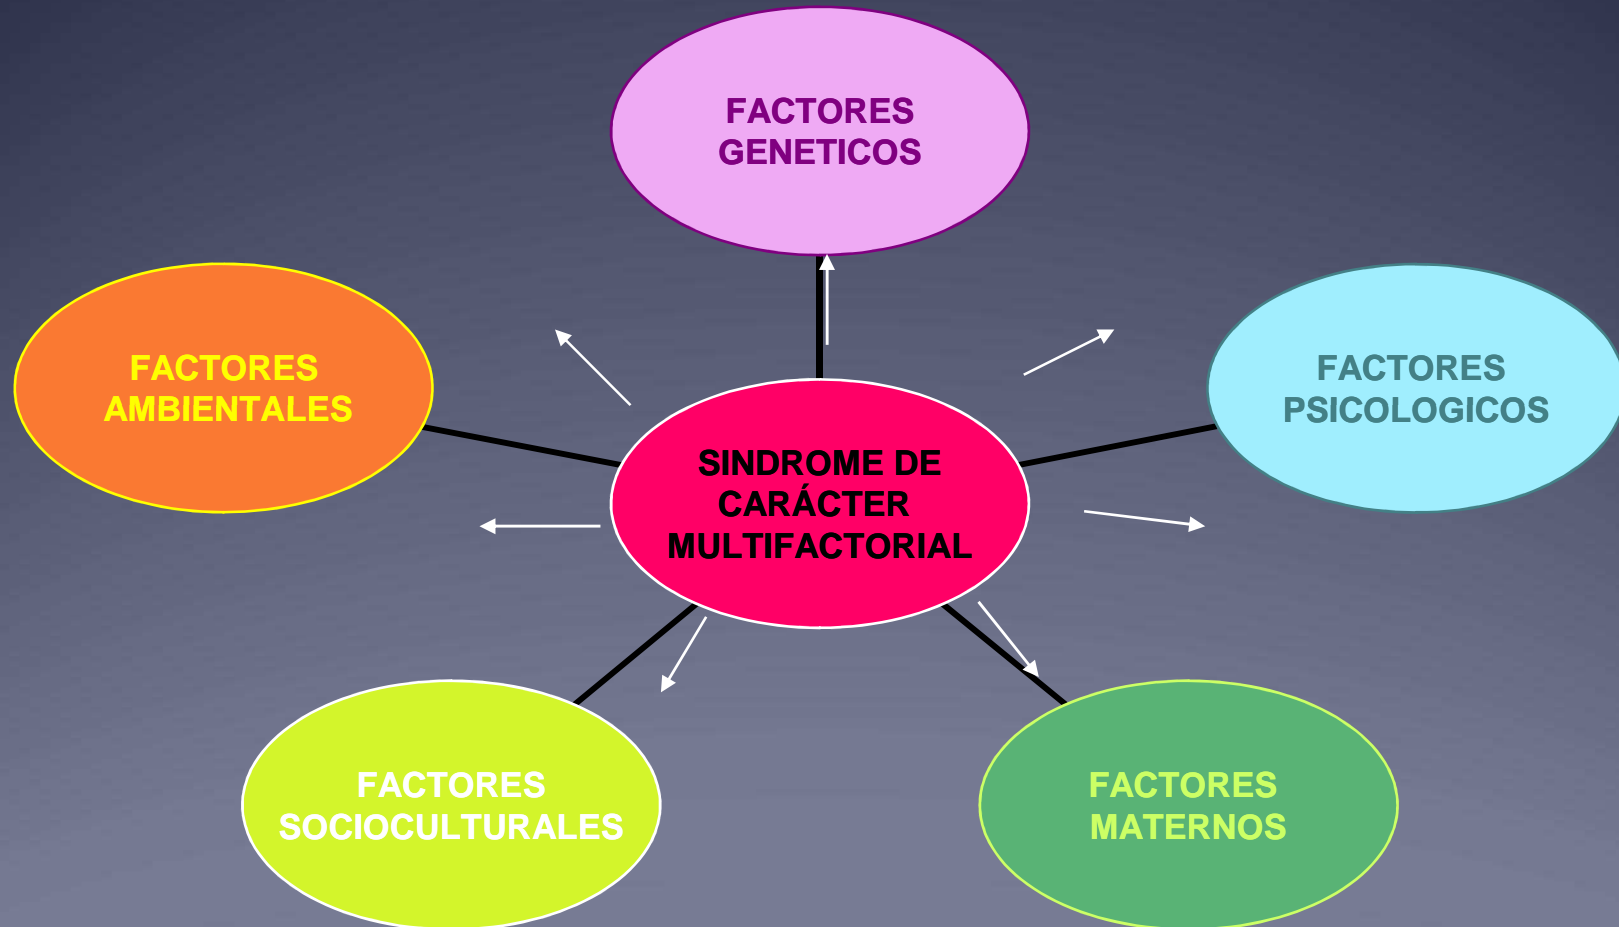 FACTORES
GENETICOS
FACTORES
AMBIENTALES
FACTORES
PSICOLOGICOS
SINDROME DE
CARÁCTER
MULTIFACTORIAL
FACTORES
SOCIOCULTURALES
FACTORES
MATERNOS